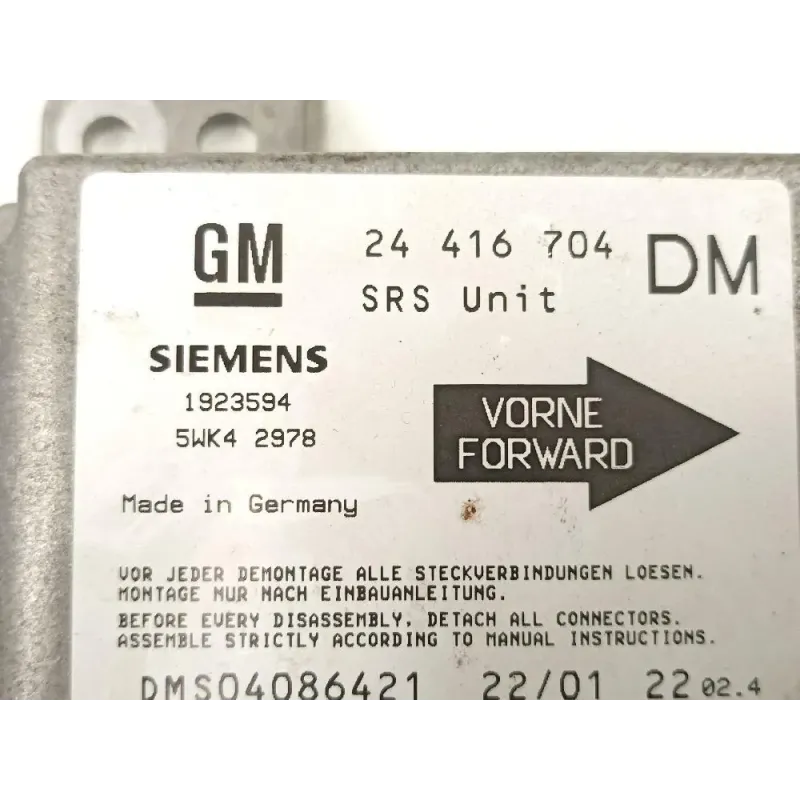 GM 24 416 704 DM
SRS Unit
SIEMENS
1923594
5WK4 2978
VORNE
FORWARD
Made in Germany
VOR JEDER DEMONTAGE ALLE STECKVERBINDUNGEN LOESEN.
MONTAGE NUR NACH EINBAUANLEITUNG.
BEFORE EVERY DISASSEMBLY, DETACH ALL CONNECTORS.
ASSEMBLE STRICTLY ACCORDING TO MANUAL INSTRUCTIONS.
DMS04086421 22/01 22 02.4